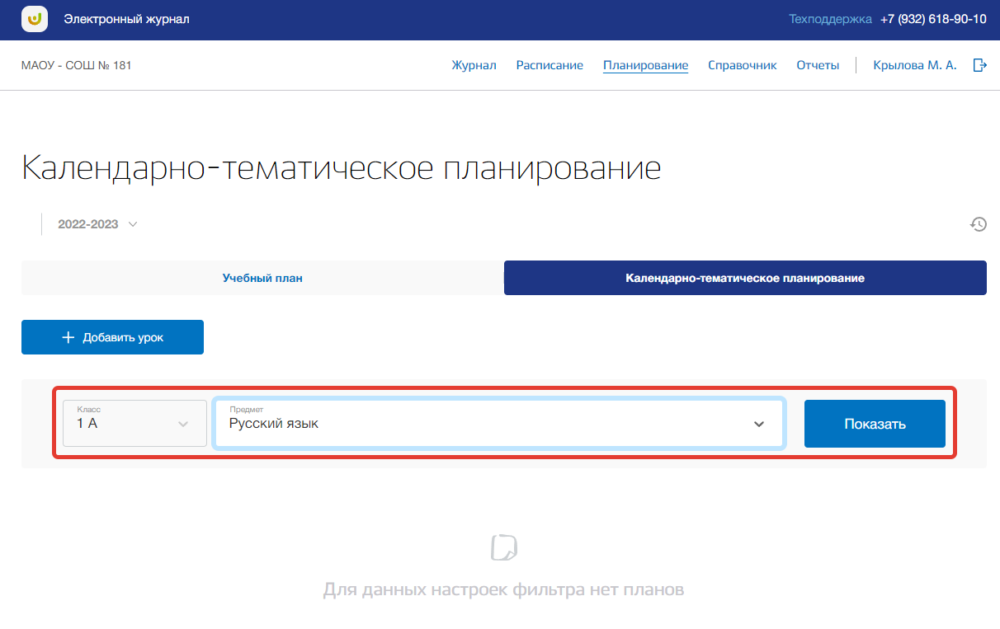 Электронный журнал
Техподдержка +7 (932) 618-90-10
МАОУ - СОШ № 181
Журнал Расписание Планирование Справочник Отчеты Крылова М. А.
Календарно-тематическое планирование
2022-2023
Учебный план Календарно-тематическое планирование
+ Добавить урок
Класс
1 А
Предмет
Русский язык
Показать
Для данных настроек фильтра нет планов